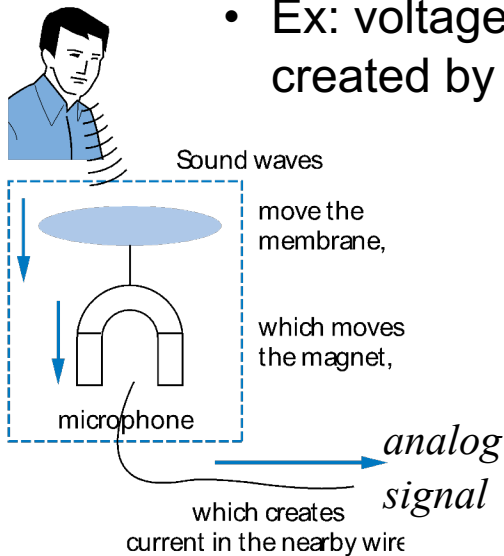 • Ex: voltage
created by
Sound waves
move the
membrane,
which moves
the magnet,
microphone
analog
signal
which creates
current in the nearby wire